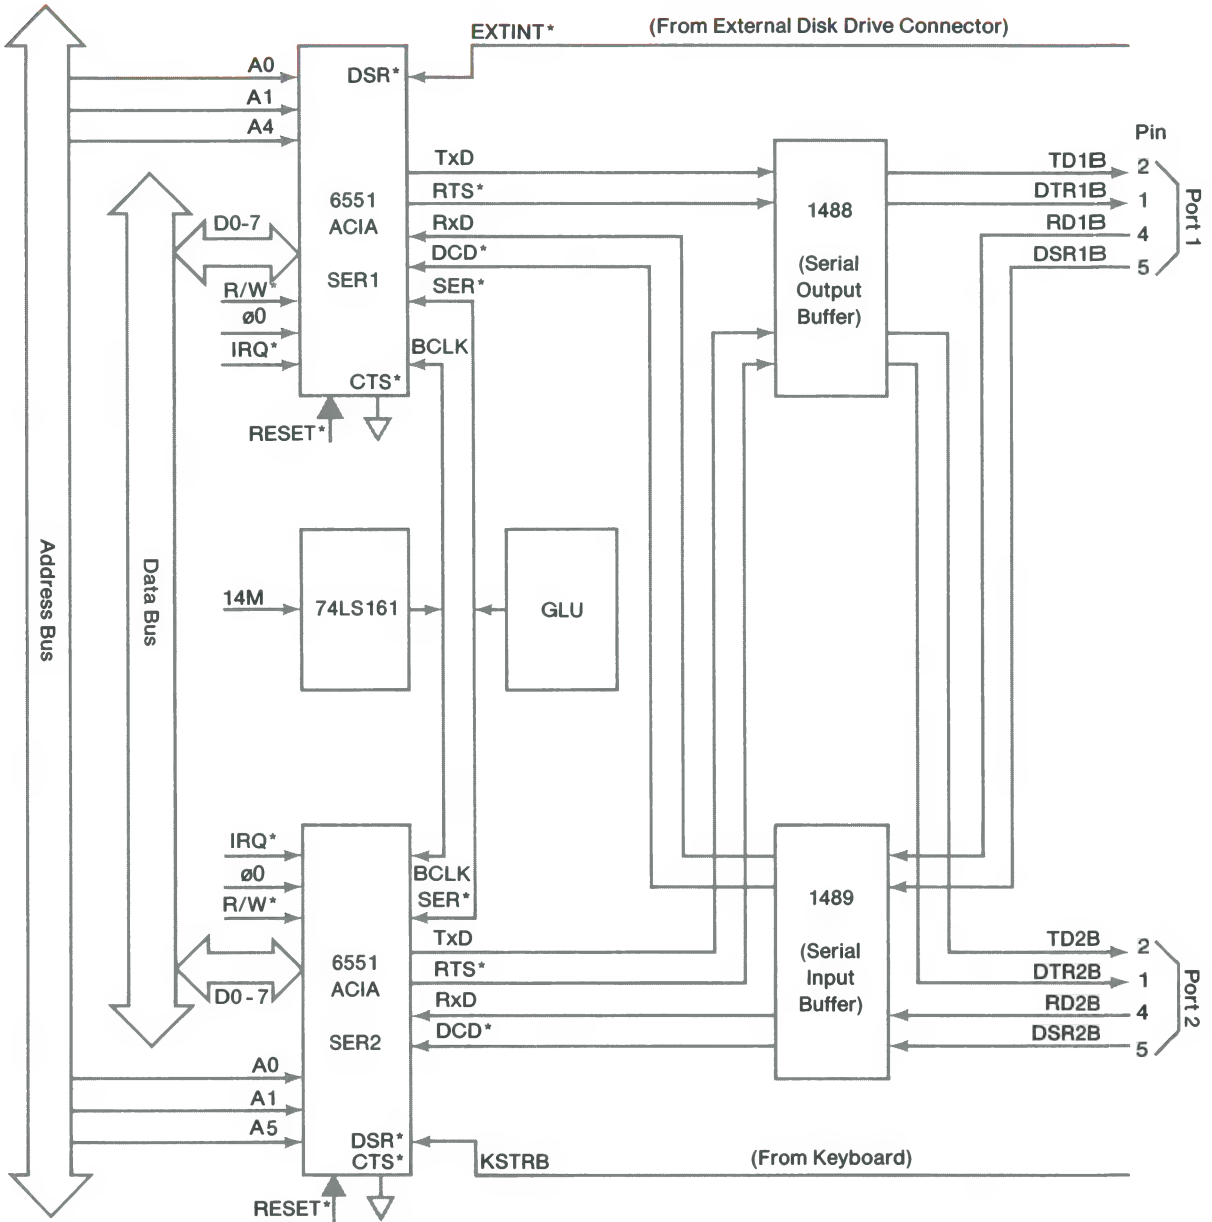 EXTINT*
(From External Disk Drive Connector)
A0
DSR*
A1
A4
Pin
TxD
TD1B
2
RTS*
DTR1B
1
6551
ACIA
1488
Port 1
D0-7
RxD
RD1B
4
DCD*
DSR1B
5
SER1
(Serial
Output
Buffer)
R/W*
SER*
ø0
IRQ*
BCLK
CTS*
RESET*
Address Bus
Data Bus
14M
74LS161
GLU
IRQ*
ø0
BCLK
R/W*
SER*
1489
TxD
TD2B
2
(Serial
Input
Buffer)
6551
ACIA
RTS*
DTR2B
1
Port 2
D0-7
RxD
RD2B
4
SER2
DCD*
DSR2B
5
A0
A1
A5
DSR*
CTS*
KSTRB
(From Keyboard)
RESET*